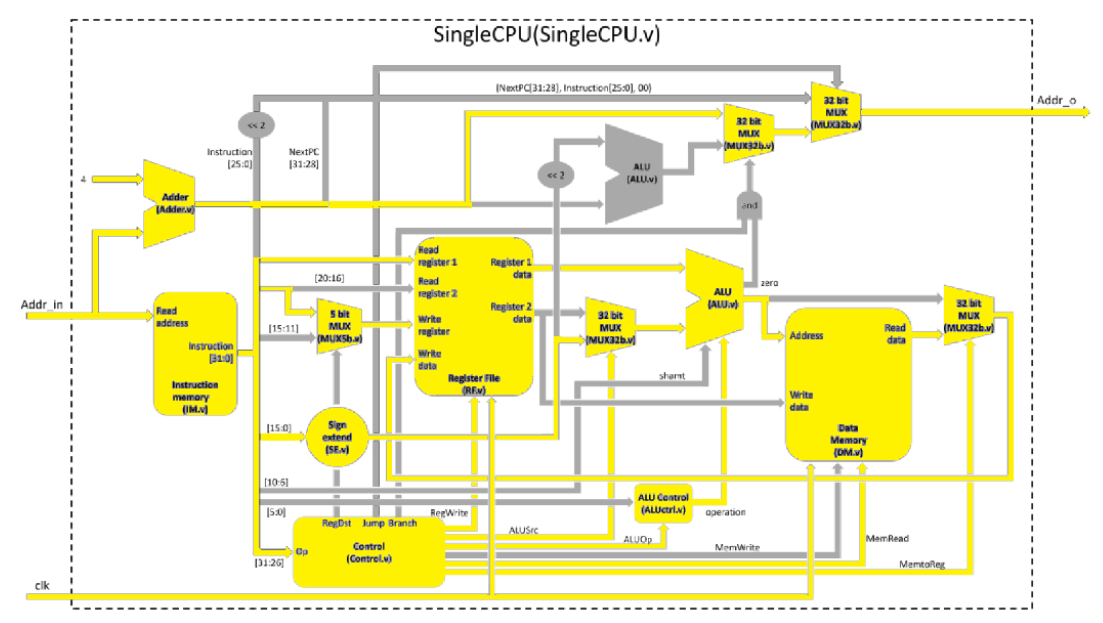 SingleCPU(SingleCPU.v)
(NextPC[31:28], Instruction[25:0], 00)
32 bit
MUX
(MUX32b.v)
Addr_o
<< 2
32 bit
MUX
(MUX32b.v)
Instruction
[25:0]
NextPC
[31:28]
ALU
(ALU.v)
<< 2
4
Adder
(Adder.v)
and
Read
register 1
Register 1
data
Read
register 2
Register 2
data
Write
register
Write
data
Register File
(RF.v)
[20:16]
ALU
(ALU.v)
zero
Addr_in
Read
address
Instruction
[31:0]
Instruction
memory
(IM.v)
[15:11]
5 bit
MUX
(MUX5b.v)
32 bit
MUX
(MUX32b.v)
Address
Read
data
Write
data
Data
Memory
(DM.v)
32 bit
MUX
(MUX32b.v)
shamt
[15:0]
Sign
extend
(SE.v)
[10:6]
[5:0]
ALU Control
(ALUctrl.v)
operation
RegDst
Jump
Branch
RegWrite
ALUSrc
ALUOp
MemWrite
MemRead
MemtoReg
Op
Control
(Control.v)
[31:26]
clk